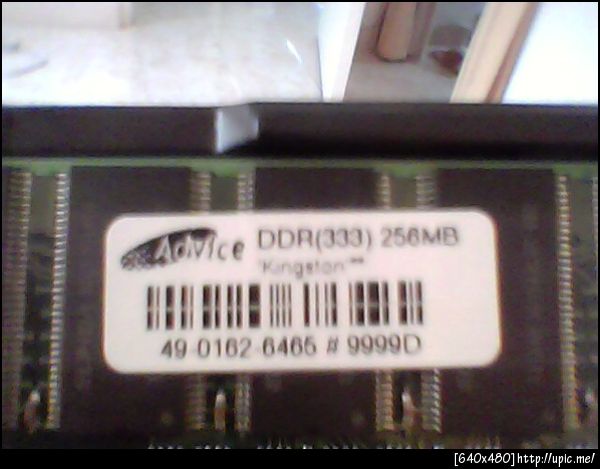 Advice DDR(333) 256MB
"Kingston""
49-0162-6465 # 9999D
[640x480]http://upic.me/